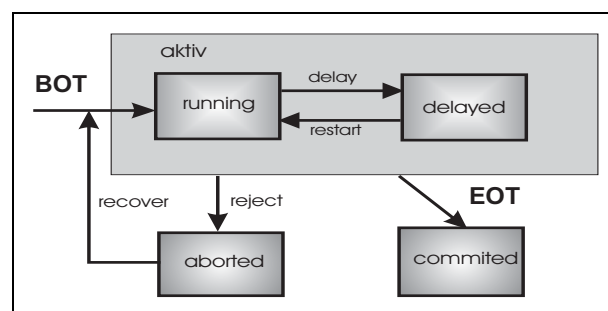 aktiv
BOT
running
delay
delayed
restart
recover
reject
EOT
aborted
commited